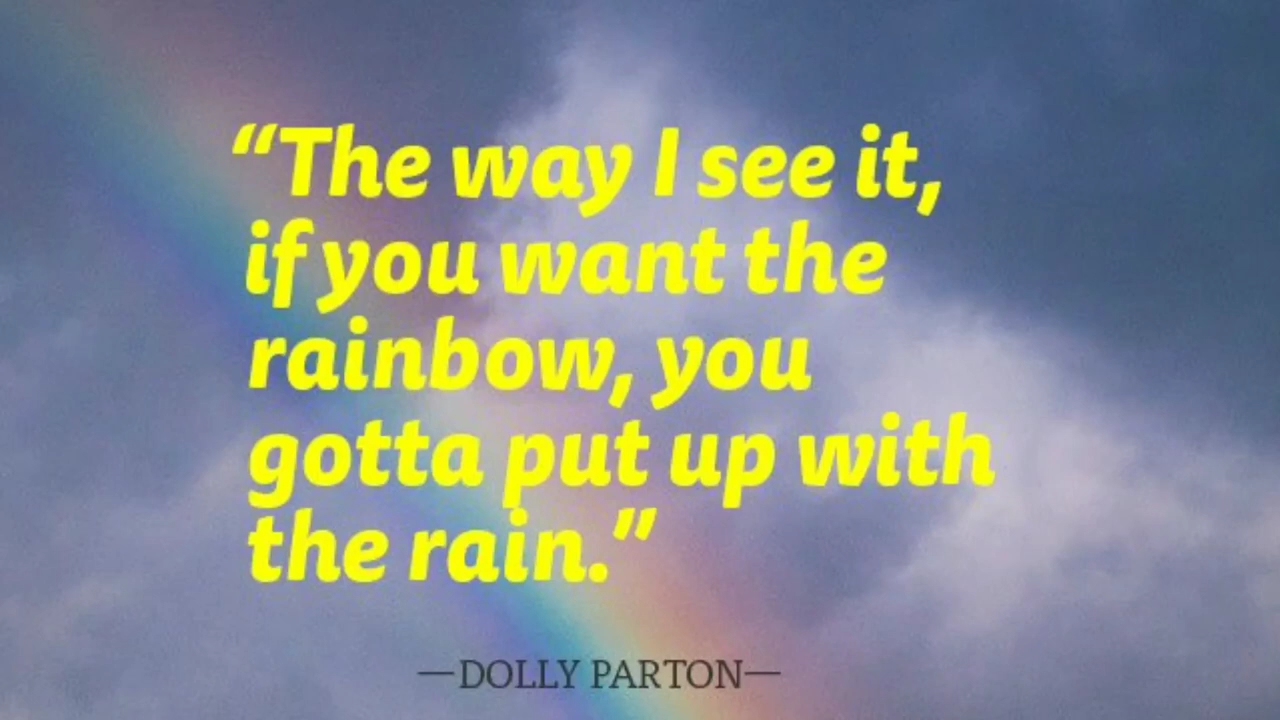 “The way I see it,
if you want the
rainbow, you
gotta put up with
the rain.”
—DOLLY PARTON—